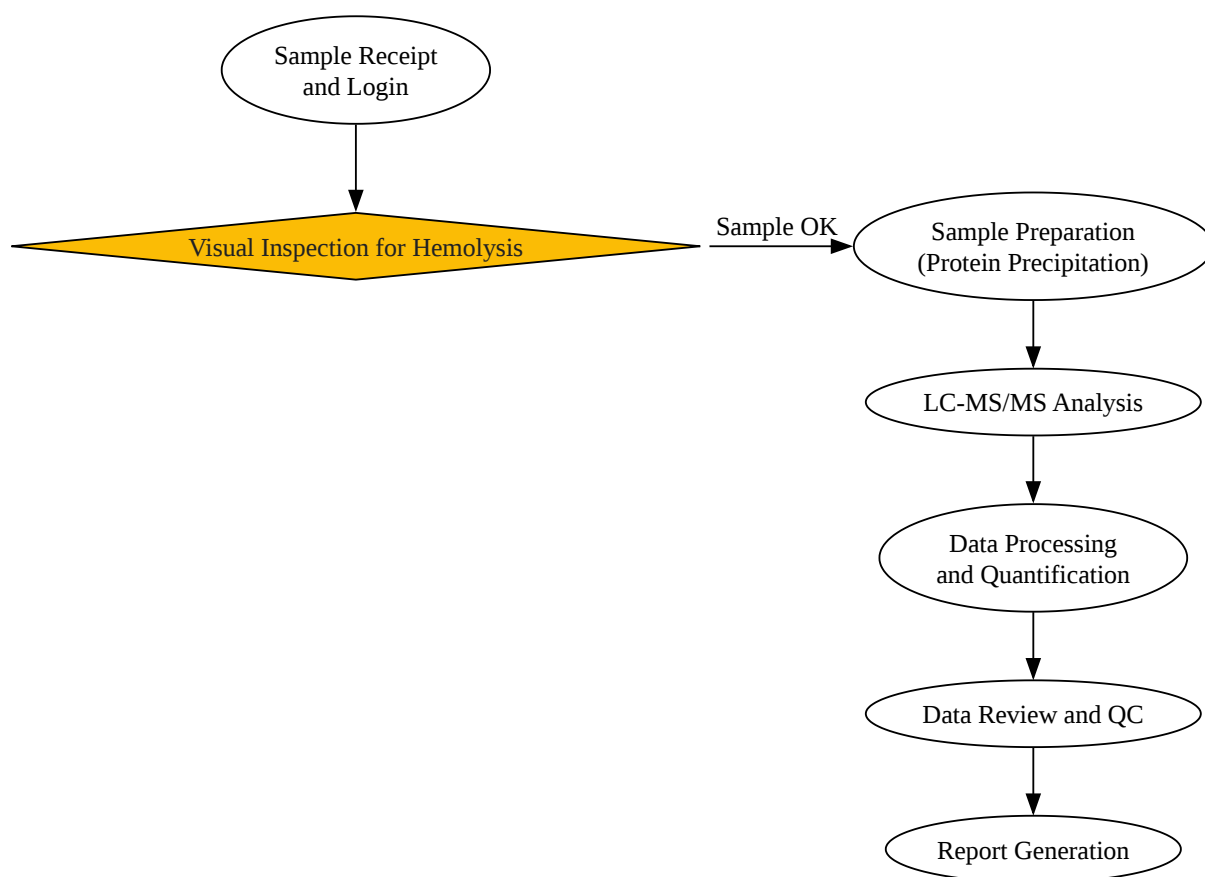 Sample Receipt
and Login
Visual Inspection for Hemolysis
Sample OK
Sample Preparation
(Protein Precipitation)
LC-MS/MS Analysis
Data Processing
and Quantification
Data Review and QC
Report Generation